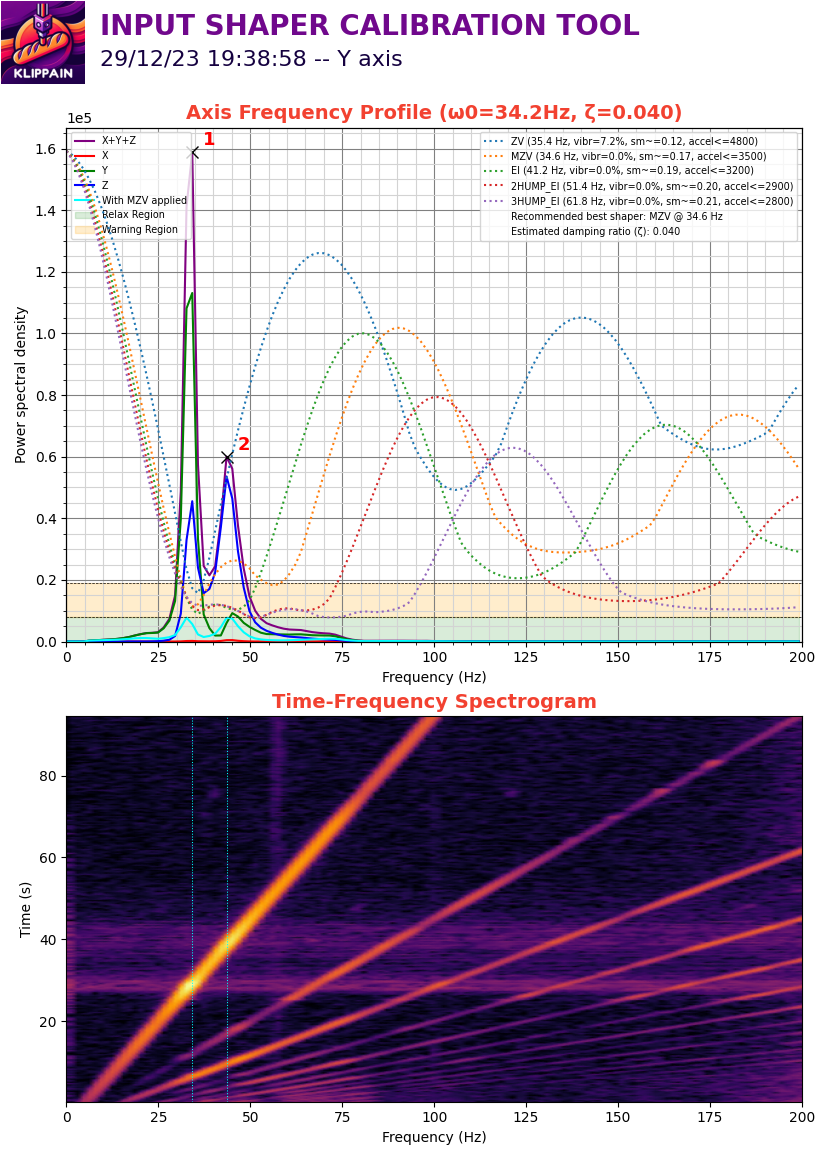 KLIPPAIN
INPUT SHAPER CALIBRATION TOOL
29/12/23 19:38:58 -- Y axis
Axis Frequency Profile (ω0=34.2Hz, ζ=0.040)
1e5
X+Y+Z
X
Y
Z
With MZV applied
Relax Region
Warning Region
1
2
ZV (35.4 Hz, vibr=7.2%, sm~=0.12, accel<=4800)
MZV (34.6 Hz, vibr=0.0%, sm~=0.17, accel<=3500)
EI (41.2 Hz, vibr=0.0%, sm~=0.19, accel<=3200)
2HUMP_EI (51.4 Hz, vibr=0.0%, sm~=0.20, accel<=2900)
3HUMP_EI (61.8 Hz, vibr=0.0%, sm~=0.21, accel<=2800)
Recommended best shaper: MZV @ 34.6 Hz
Estimated damping ratio (ζ): 0.040
Power spectral density
1.6
1.4
1.2
1.0
0.8
0.6
0.4
0.2
0.0
0 25 50 75 100 125 150 175 200
Frequency (Hz)
Time-Frequency Spectrogram
Time (s)
80
60
40
20
0 25 50 75 100 125 150 175 200
Frequency (Hz)